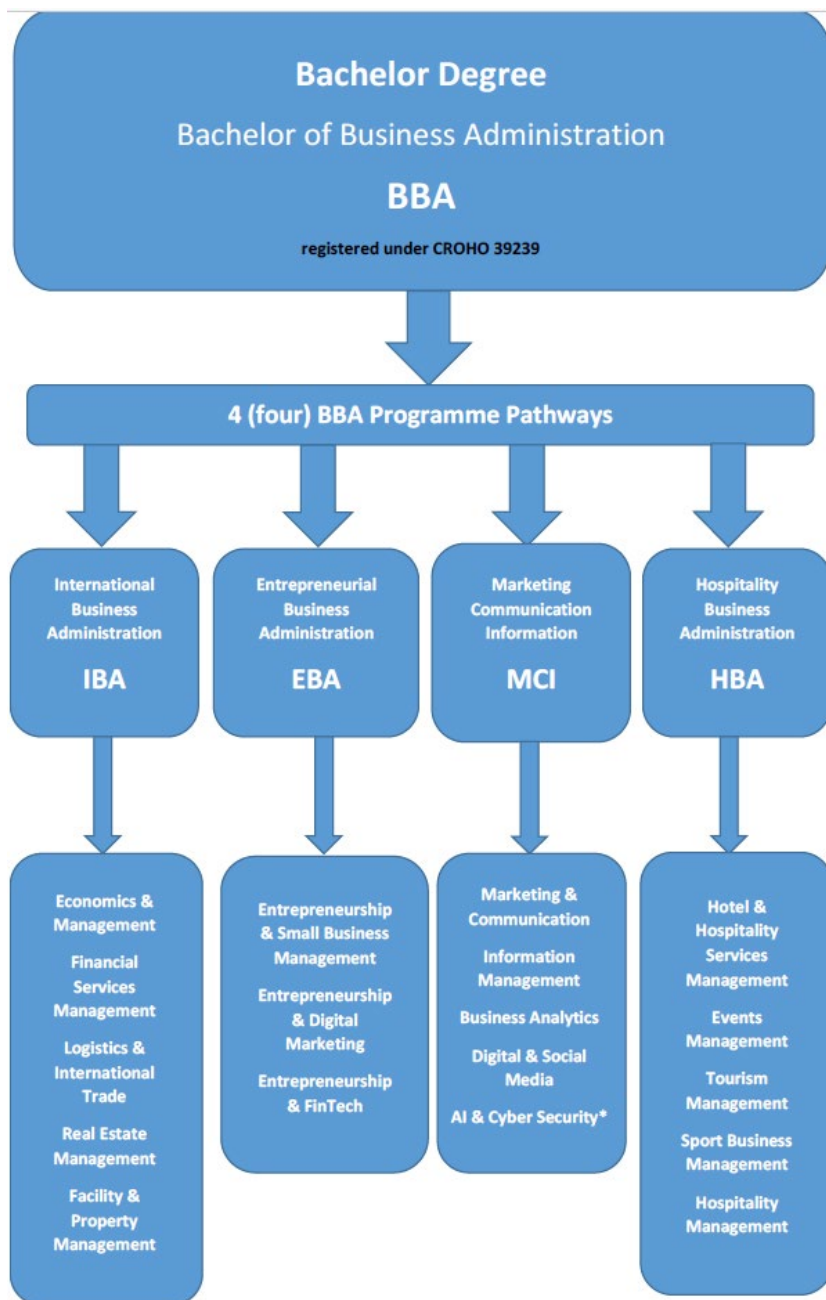 Bachelor Degree
Bachelor of Business Administration
BBA
registered under CROHO 39239
4 (four) BBA Programme Pathways
International
Business
Administration
IBA
Entrepreneurial
Business
Administration
EBA
Marketing
Communication
Information
MCI
Hospitality
Business
Administration
HBA
Economics &
Management
Financial
Services
Management
Logistics &
International
Trade
Real Estate
Management
Facility &
Property
Management
Entrepreneurship
& Small Business
Management
Entrepreneurship
& Digital
Marketing
Entrepreneurship
& FinTech
Marketing &
Communication
Information
Management
Business Analytics
Digital & Social
Media
AI & Cyber Security*
Hotel &
Hospitality
Services
Management
Events
Management
Tourism
Management
Sport Business
Management
Hospitality
Management